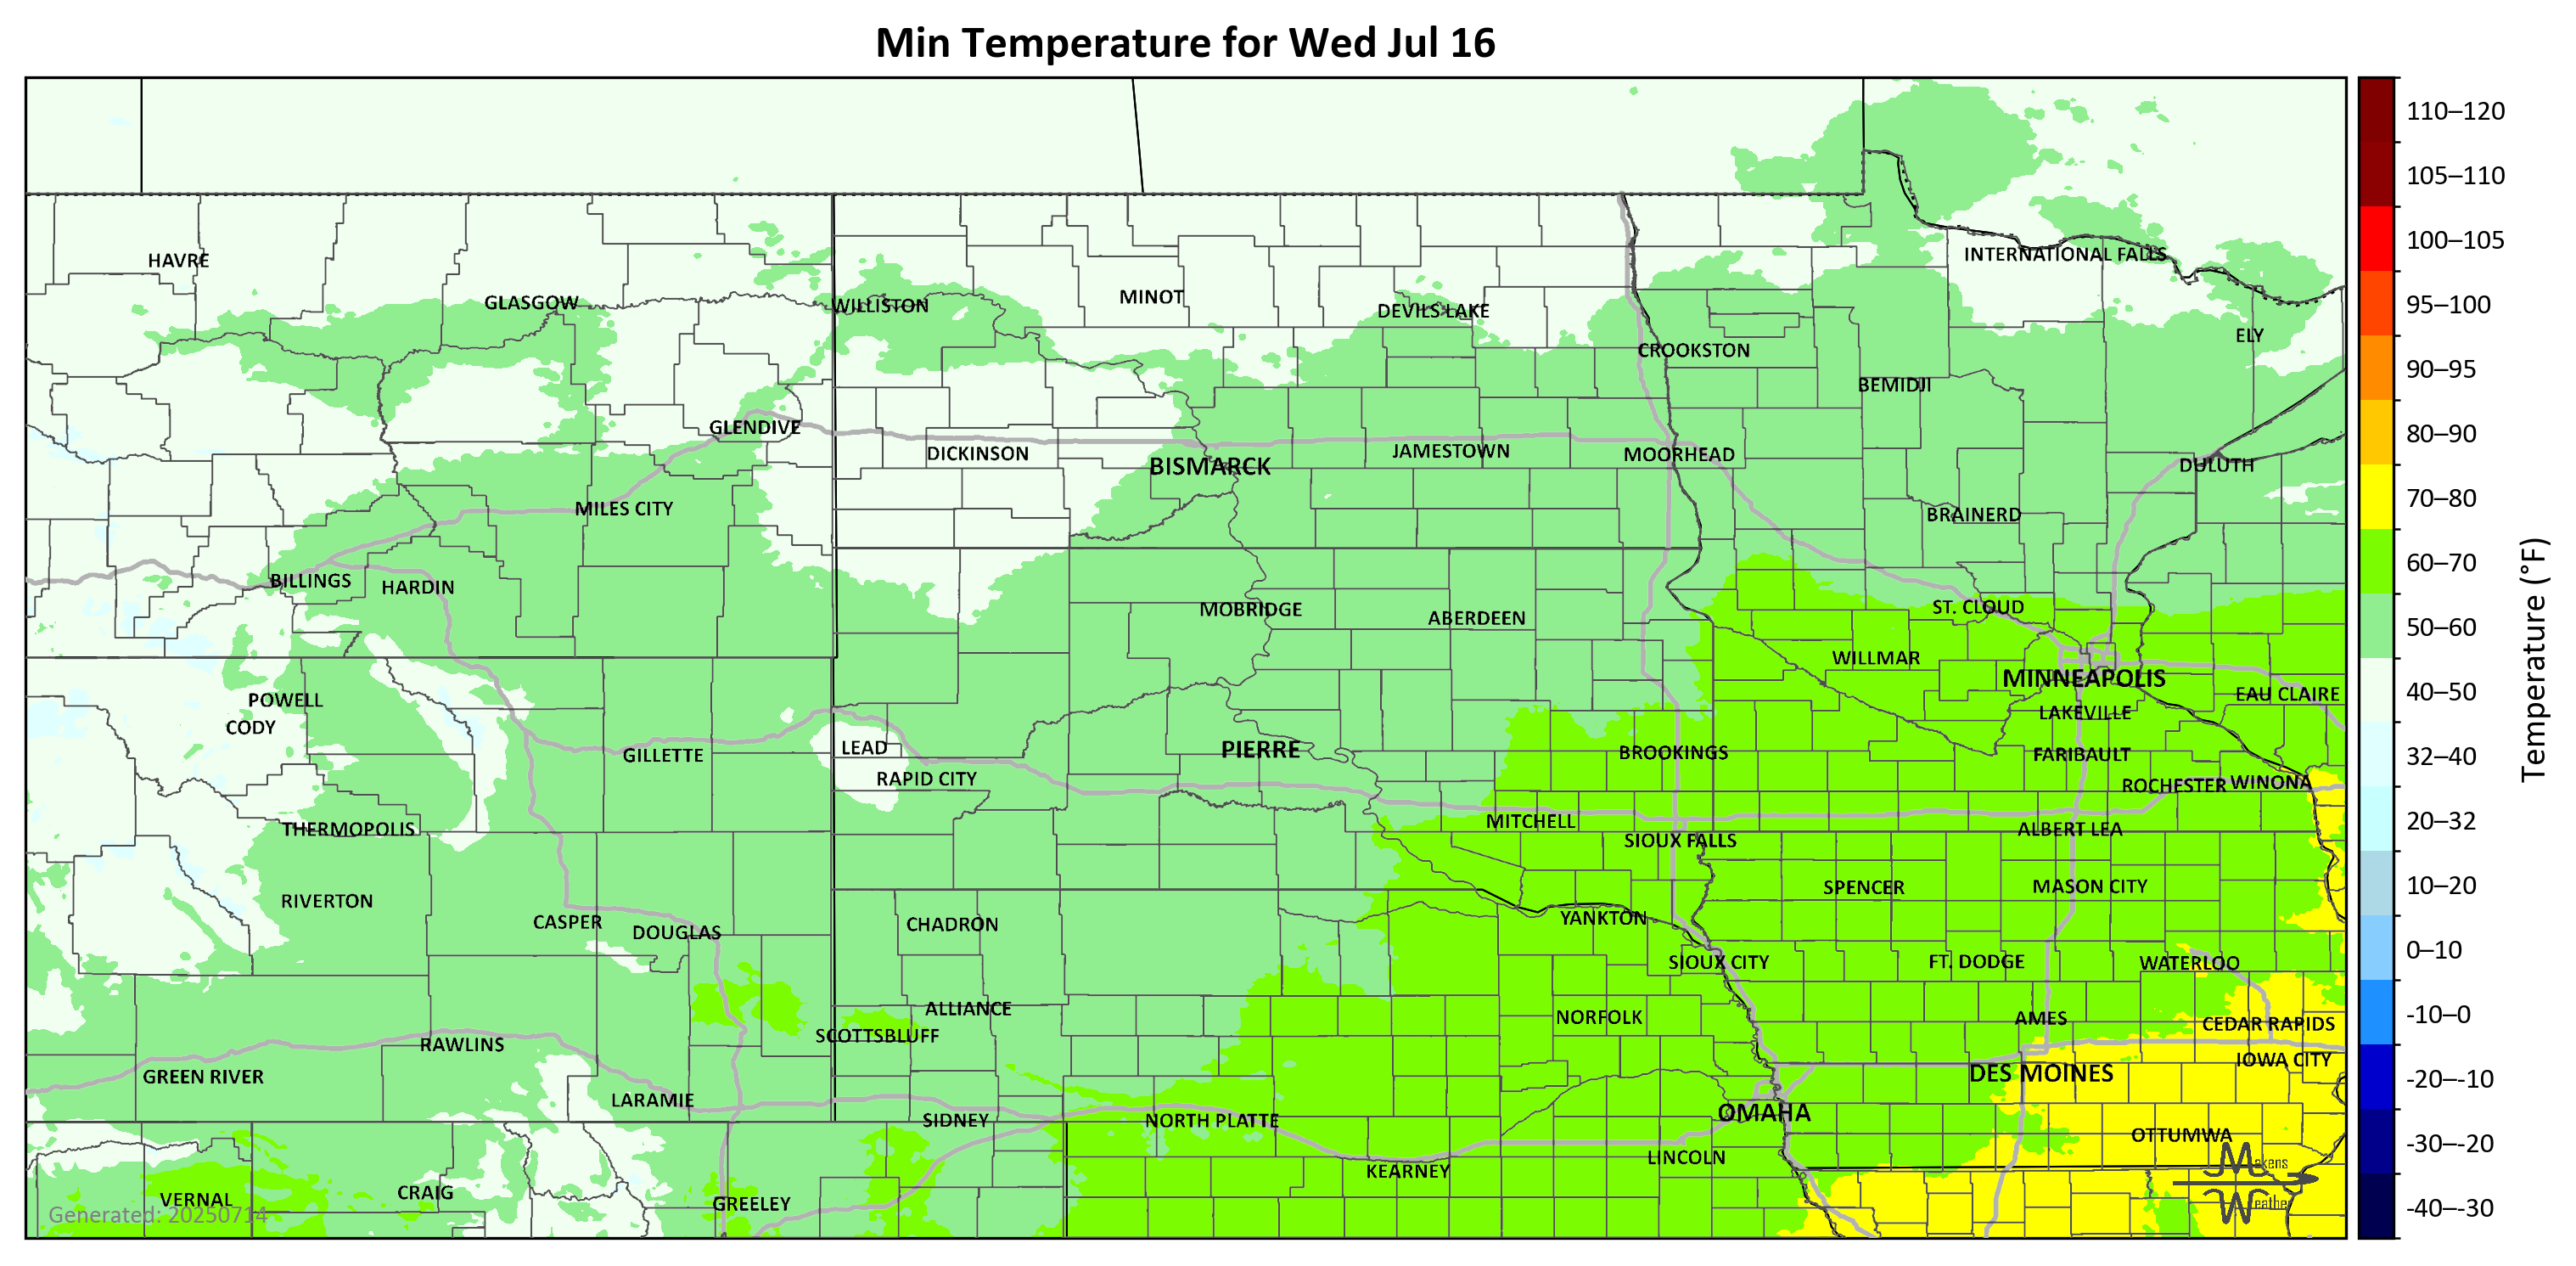 Min Temperature for Wed Jul 16
HAVRE
GLASGOW
WILLISTON
MINOT
DEVILS LAKE
INTERNATIONAL FALLS
ELY
CROOKSTON
BEMIDJI
GLENDIVE
DICKINSON
BISMARCK
JAMESTOWN
MOORHEAD
DULUTH
MILES CITY
BRAINERD
BILLINGS
HARDIN
MOBRIDGE
ABERDEEN
ST. CLOUD
WILLMAR
MINNEAPOLIS
EAU CLAIRE
POWELL
CODY
LAKEVILLE
GILLETTE
LEAD
RAPID CITY
PIERRE
BROOKINGS
FARIBAULT
ROCHESTER
WINONA
THERMOPOLIS
MITCHELL
SIOUX FALLS
ALBERT LEA
RIVERTON
CASPER
DOUGLAS
CHADRON
YANKTON
SPENCER
MASON CITY
SIOUX CITY
FT. DODGE
WATERLOO
ALLIANCE
SCOTTSBLUFF
NORFOLK
AMES
CEDAR RAPIDS
RAWLINS
GREEN RIVER
IOWA CITY
DES MOINES
LARAMIE
SIDNEY
NORTH PLATTE
OMAHA
OTTUMWA
KEARNEY
LINCOLN
VERNAL
CRAIG
GREELEY
Generated: 20250714
Makens
Weather
110–120
105–110
100–105
95–100
90–95
80–90
70–80
60–70
50–60
40–50
32–40
20–32
10–20
0–10
-10–0
-20–-10
-30–-20
-40–-30
Temperature (°F)